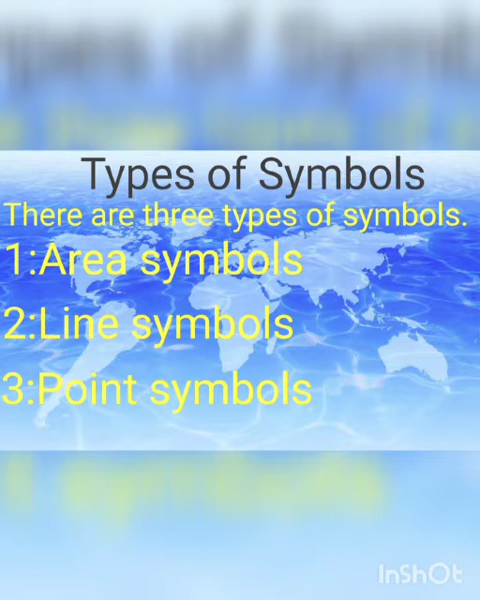 Types of Symbols
There are three types of symbols.
1:Area symbols
2:Line symbols
3:Point symbols
InShOt